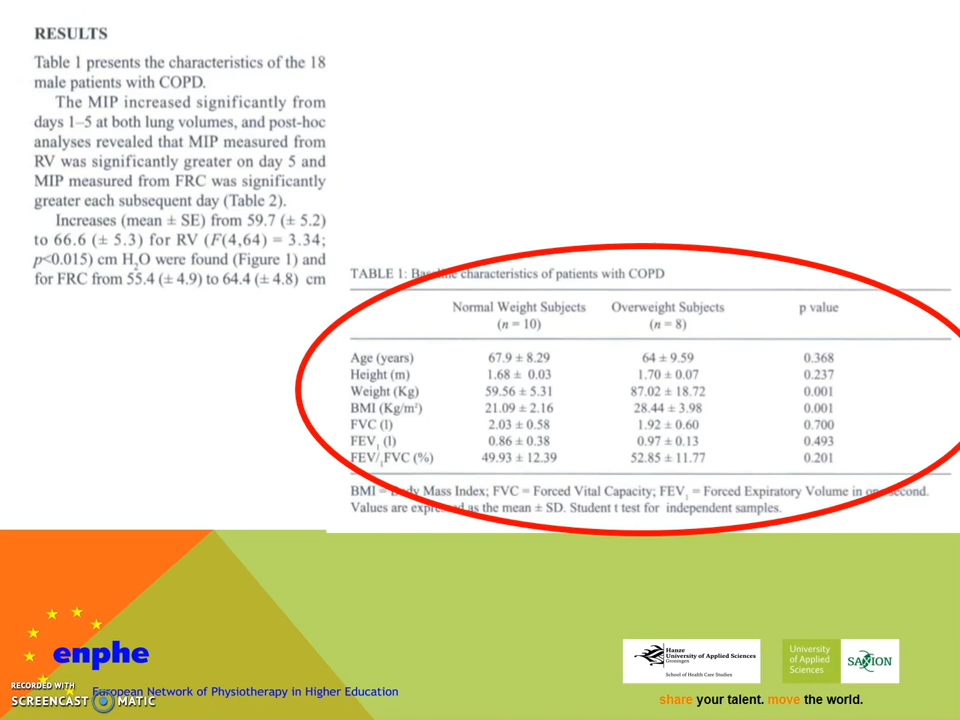 RESULTS
Table 1 presents the characteristics of the 18
male patients with COPD.
The MIP increased significantly from
days 1–5 at both lung volumes, and post-hoc
analyses revealed that MIP measured from
RV was significantly greater on day 5 and
MIP measured from FRC was significantly
greater each subsequent day (Table 2).
Increases (mean ± SE) from 59.7 (± 5.2)
to 66.6 (± 5.3) for RV (F(4,64) = 3.34;
p<0.015) cm H₂O were found (Figure 1) and
for FRC from 55.4 (± 4.9) to 64.4 (± 4.8) cm
TABLE 1: Baseline characteristics of patients with COPD
Normal Weight Subjects Overweight Subjects p value
(n = 10) (n = 8)
Age (years) 67.9 ± 8.29 64 ± 9.59 0.368
Height (m) 1.68 ± 0.03 1.70 ± 0.07 0.237
Weight (Kg) 59.56 ± 5.31 87.02 ± 18.72 0.001
BMI (Kg/m²) 21.09 ± 2.16 28.44 ± 3.98 0.001
FVC (l) 2.03 ± 0.58 1.92 ± 0.60 0.700
FEV₁ (l) 0.86 ± 0.38 0.97 ± 0.13 0.493
FEV/₁FVC (%) 49.93 ± 12.39 52.85 ± 11.77 0.201
BMI = Body Mass Index; FVC = Forced Vital Capacity; FEV₁ = Forced Expiratory Volume in one second.
Values are expressed as the mean ± SD. Student t test for independent samples.
enphe
European Network of Physiotherapy in Higher Education
RECORDED WITH
SCREENCAST MATIC
Hanze
University of Applied Sciences
Groningen
School of Health Care Studies
University
of Applied
Sciences
SAXION
share your talent. move the world.